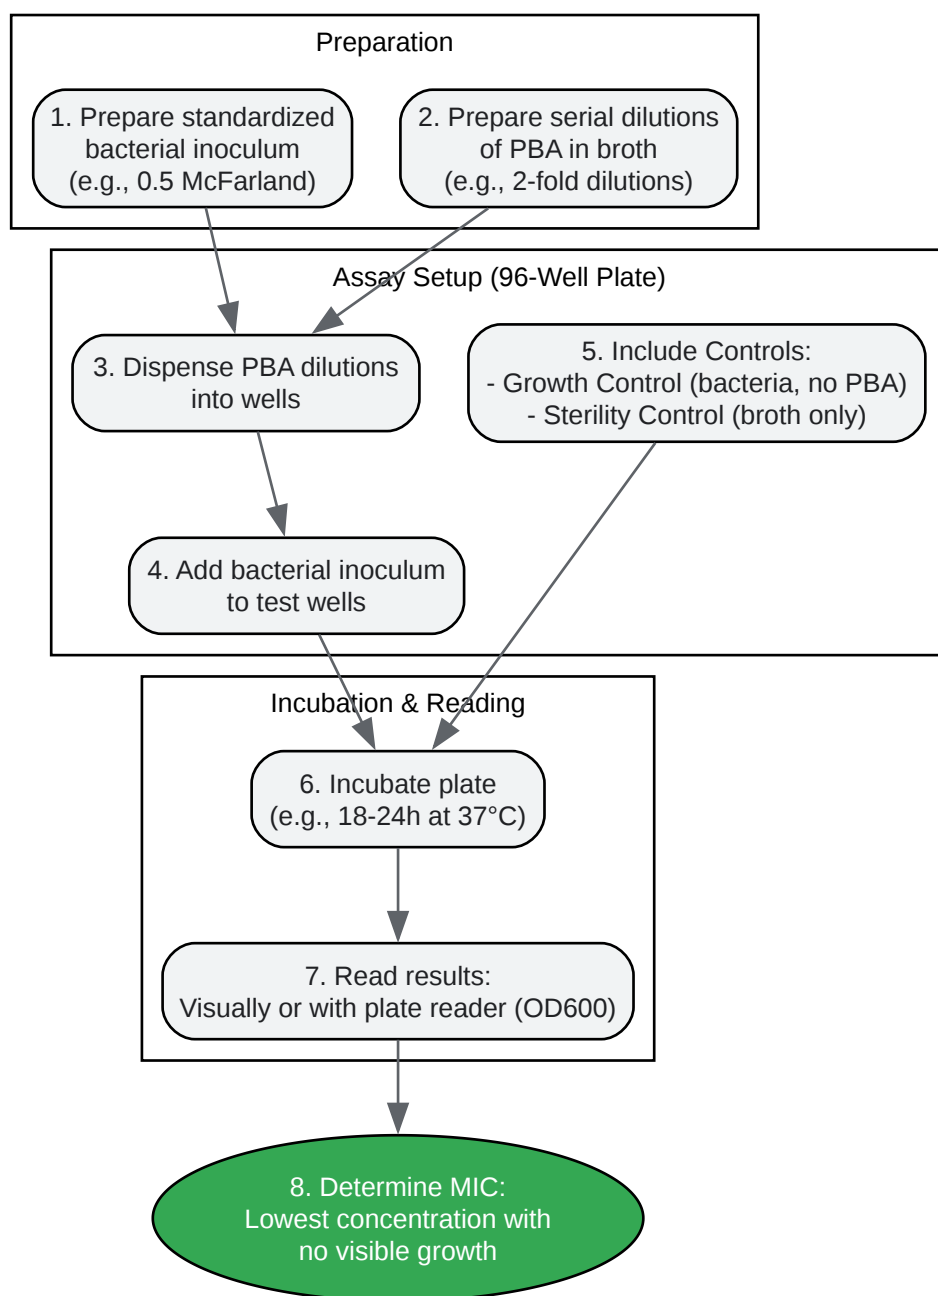 Preparation
1. Prepare standardized
bacterial inoculum
(e.g., 0.5 McFarland)
2. Prepare serial dilutions
of PBA in broth
(e.g., 2-fold dilutions)
Assay Setup (96-Well Plate)
3. Dispense PBA dilutions
into wells
5. Include Controls:
- Growth Control (bacteria, no PBA)
- Sterility Control (broth only)
4. Add bacterial inoculum
to test wells
Incubation & Reading
6. Incubate plate
(e.g., 18-24h at 37°C)
7. Read results:
Visually or with plate reader (OD600)
8. Determine MIC:
Lowest concentration with
no visible growth